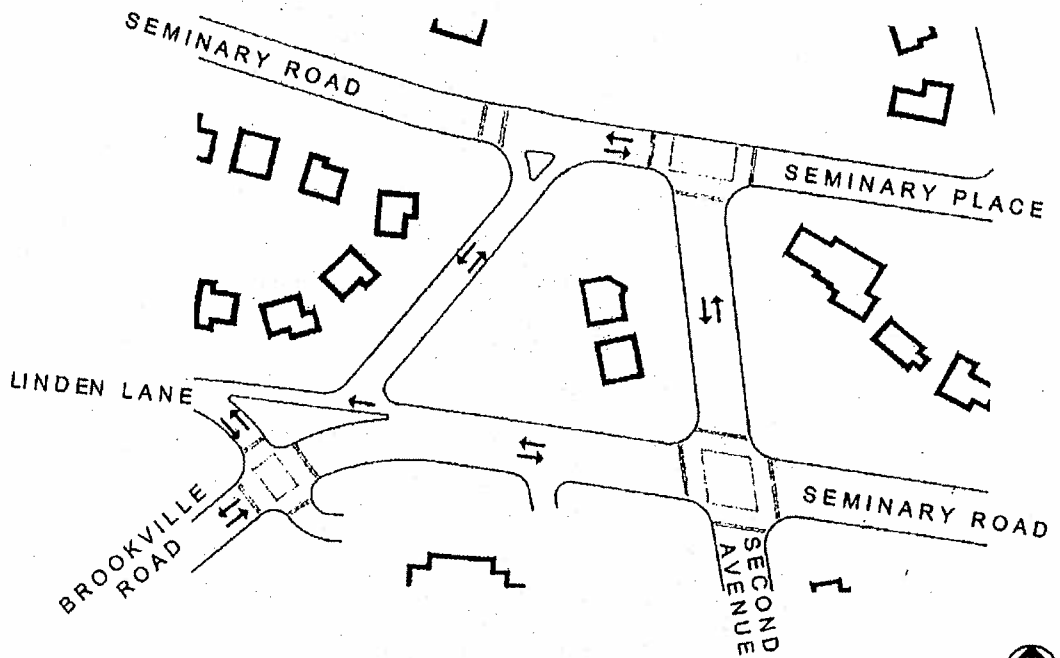 SEMINARY ROAD
SEMINARY PLACE
LINDEN LANE
SEMINARY ROAD
BROOKVILLE
ROAD
SECOND
AVENUE